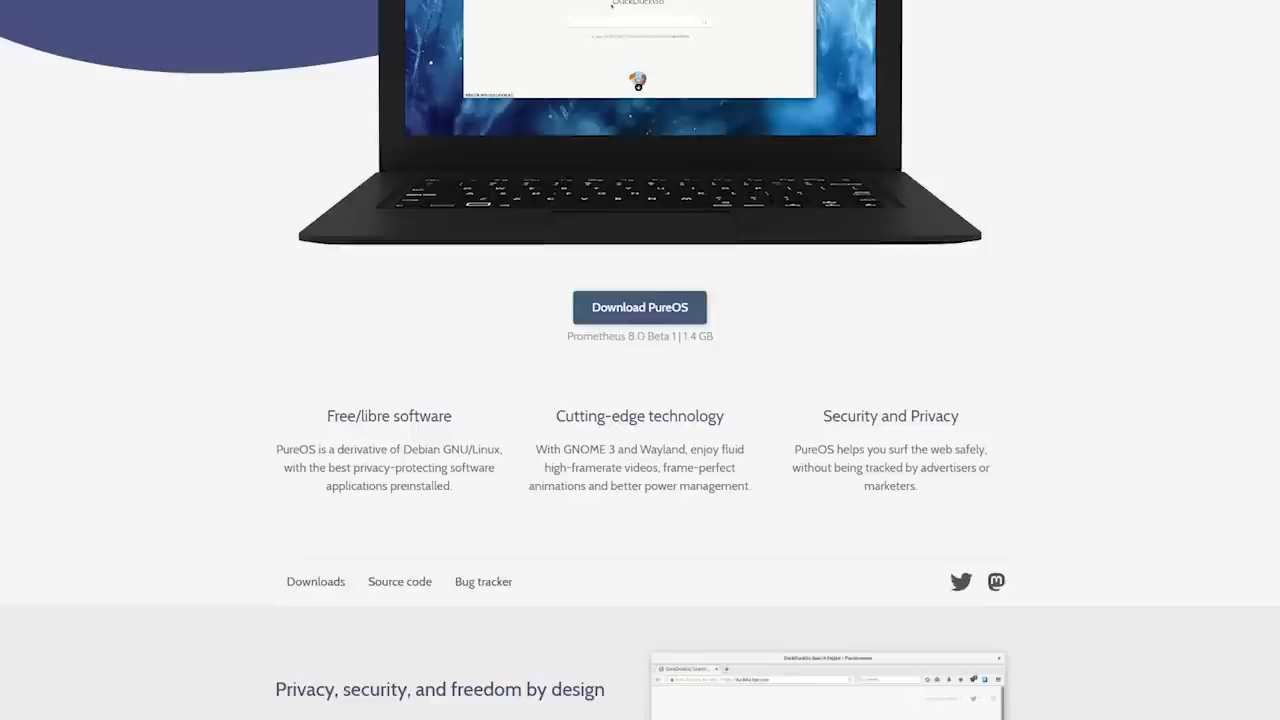 DuckDuckGo
Download PureOS
Prometheus 8.0 Beta 1 | 1.4 GB
Free/libre software
PureOS is a derivative of Debian GNU/Linux,
with the best privacy-protecting software
applications preinstalled.
Cutting-edge technology
With GNOME 3 and Wayland, enjoy fluid
high-framerate videos, frame-perfect
animations and better power management.
Security and Privacy
PureOS helps you surf the web safely,
without being tracked by advertisers or
marketers.
Downloads
Source code
Bug tracker
Privacy, security, and freedom by design